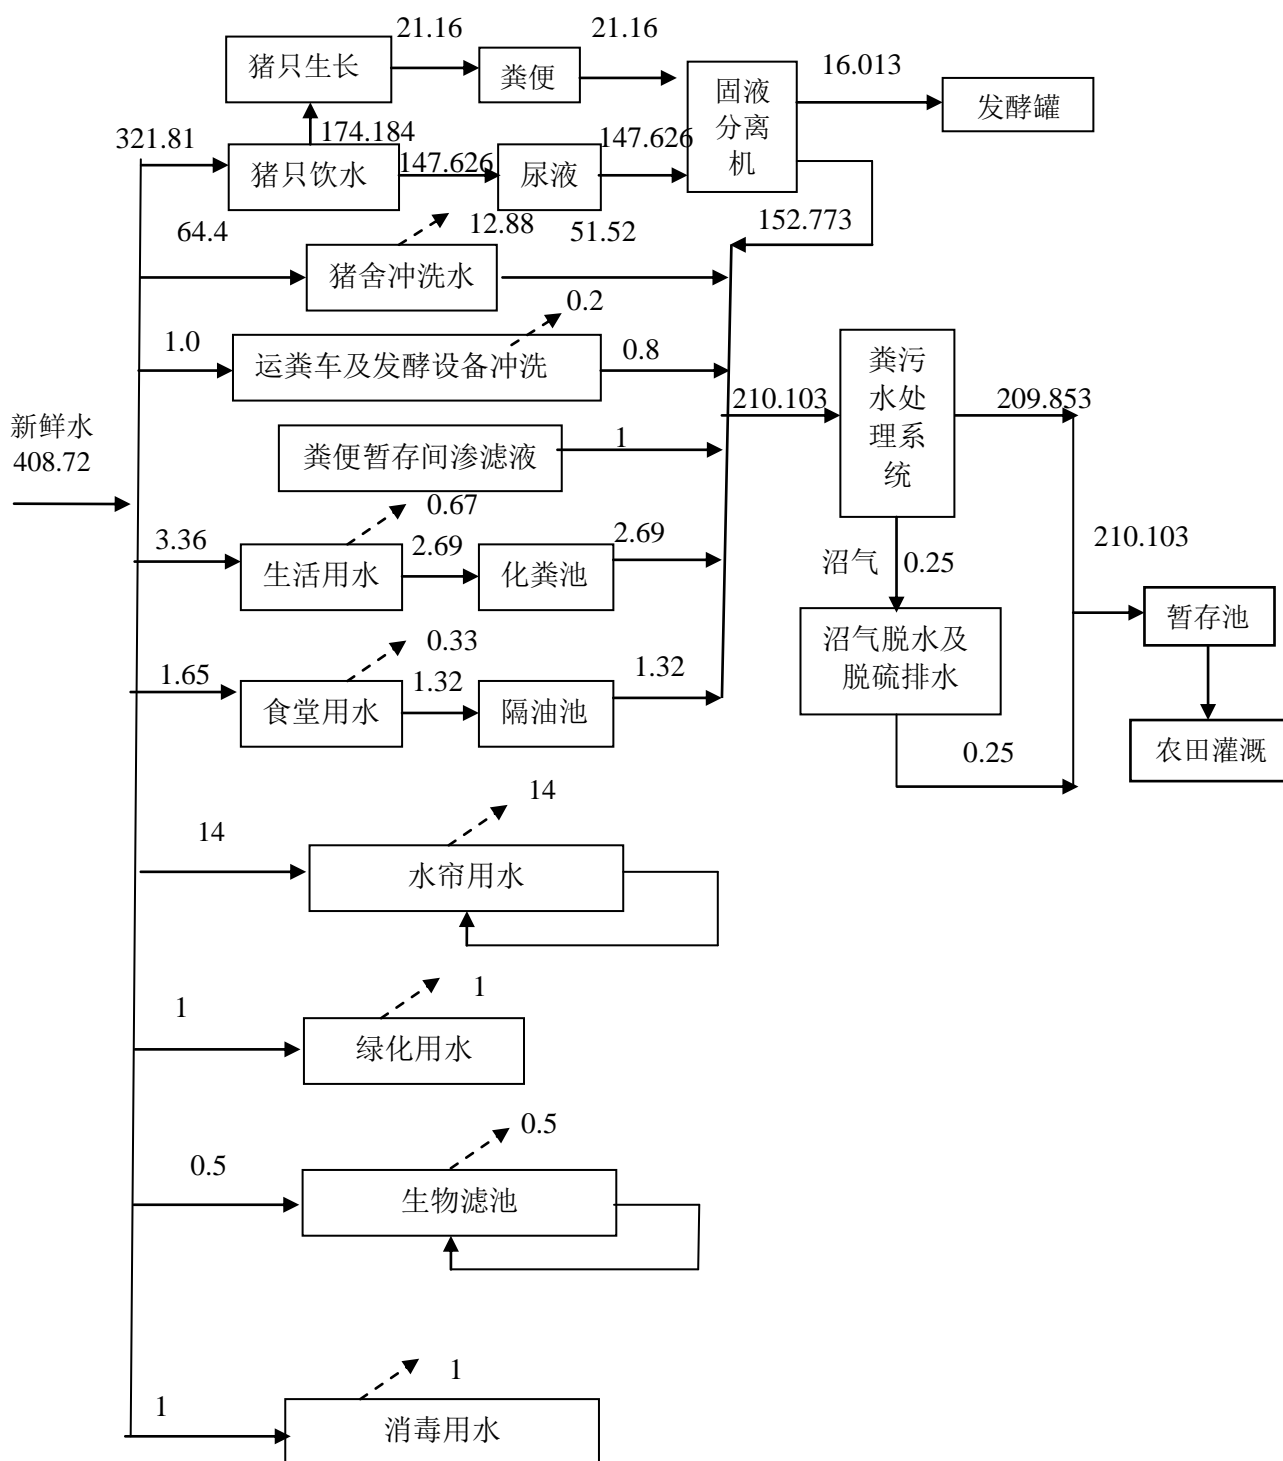 21.16
21.16
猪只生长
粪便
固液
分离
机
16.013
发酵罐
321.81
174.184
猪只饮水
147.626
尿液
147.626
152.773
64.4
12.88
51.52
猪舍冲洗水
0.2
1.0
运粪车及发酵设备冲洗
0.8
粪污
水处
理系
统
210.103
209.853
新鲜水
408.72
粪便暂存间渗滤液
1
0.67
3.36
生活用水
2.69
化粪池
2.69
沼气
0.25
210.103
暂存池
沼气脱水及
脱硫排水
0.33
1.65
食堂用水
1.32
隔油池
1.32
0.25
农田灌溉
14
14
水帘用水
1
1
绿化用水
0.5
0.5
生物滤池
1
1
消毒用水